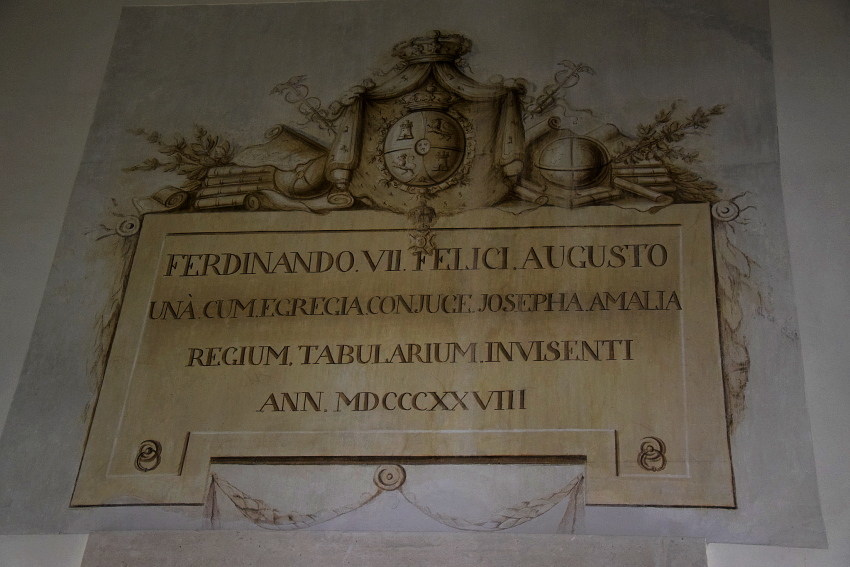 FERDINANDO. VII. FELICI. AUGUSTO
UNÀ. CUM. EGREGIA. CONJUGE. JOSEPHA. AMALIA
REGIUM. TABULARIUM. INVISENTI
ANN. MDCCCXXVIII